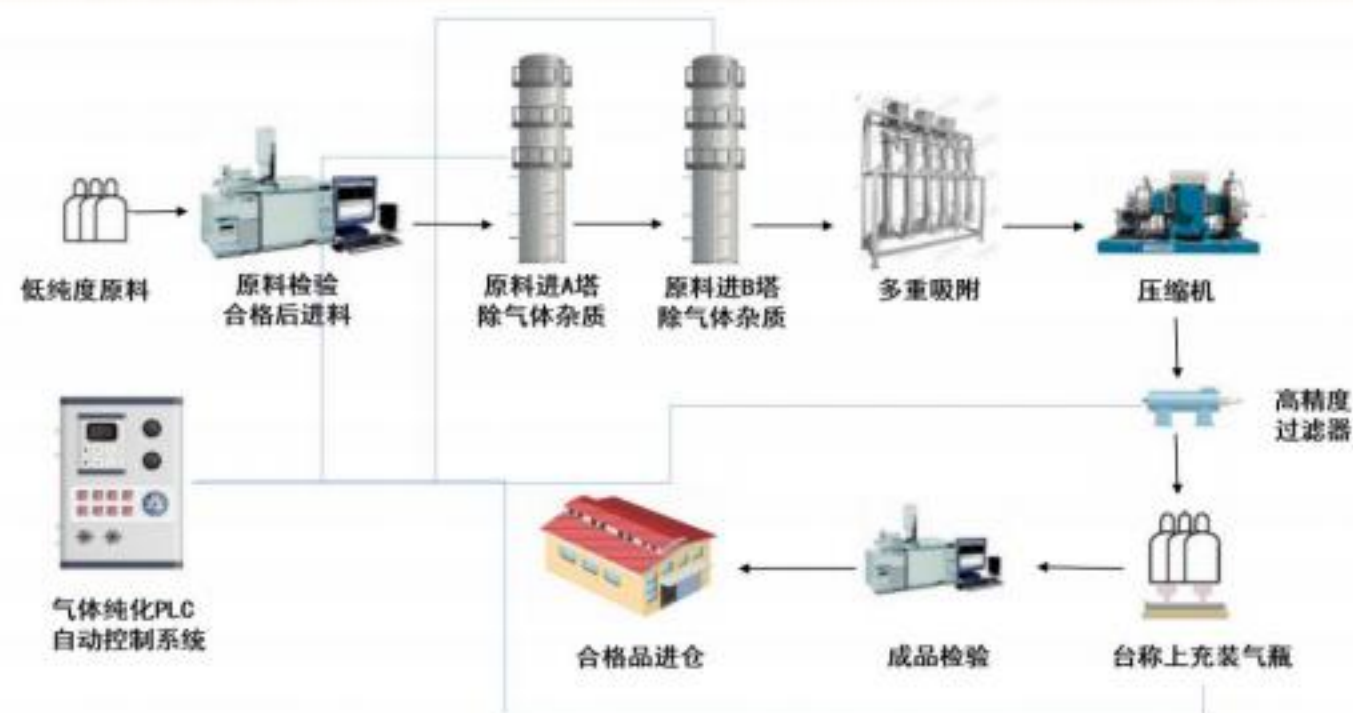 低纯度原料
原料检验
合格后进料
原料进A塔
除气体杂质
原料进B塔
除气体杂质
多重吸附
压缩机
高精度
过滤器
气体纯化PLC
自动控制系统
合格品进仓
成品检验
台称上充装气瓶